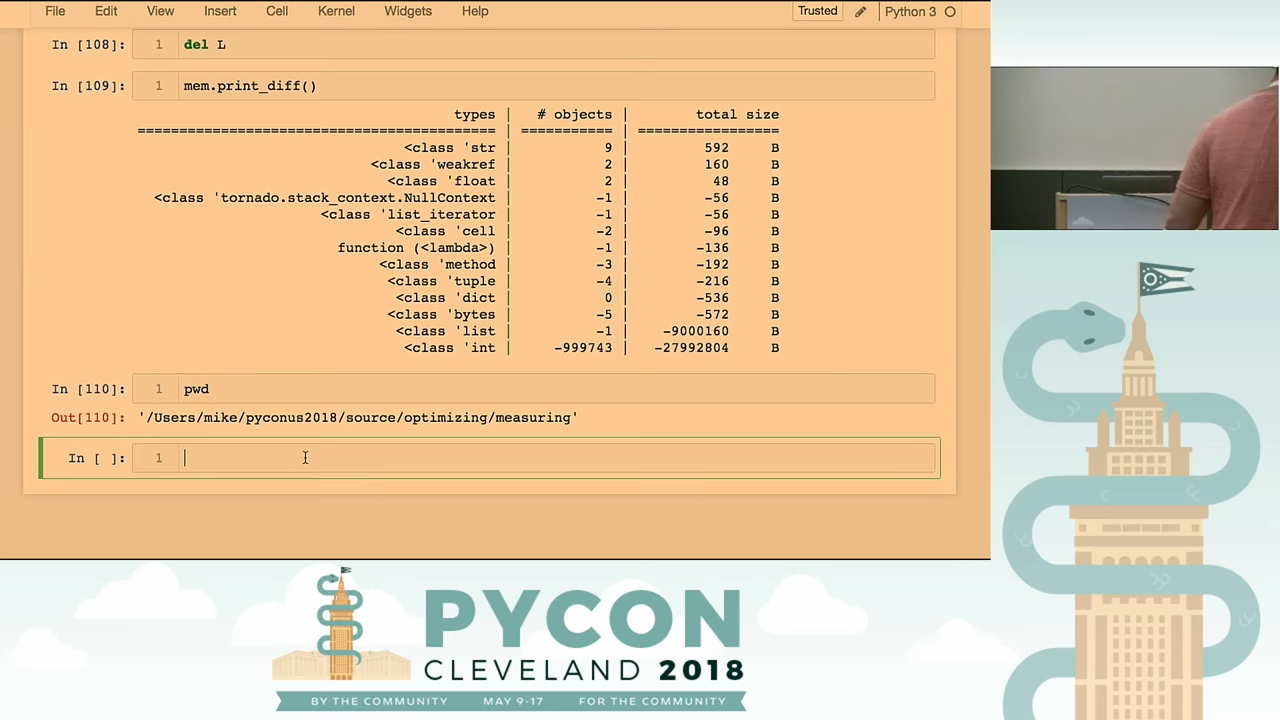 File Edit View Insert Cell Kernel Widgets Help Trusted Python 3
In [108]: 1 del L
In [109]: 1 mem.print_diff()
types | # objects | total size
========================================== | =========== | =================
<class 'str | 9 | 592 B
<class 'weakref | 2 | 160 B
<class 'float | 2 | 48 B
<class 'tornado.stack_context.NullContext | -1 | -56 B
<class 'list_iterator | -1 | -56 B
<class 'cell | -2 | -96 B
function (<lambda>) | -1 | -136 B
<class 'method | -3 | -192 B
<class 'tuple | -4 | -216 B
<class 'dict | 0 | -536 B
<class 'bytes | -5 | -572 B
<class 'list | -1 | -9000160 B
<class 'int | -999743 | -27992804 B
In [110]: 1 pwd
Out[110]: '/Users/mike/pyconus2018/source/optimizing/measuring'
In [ ]: 1
PYCON
CLEVELAND 2018
BY THE COMMUNITY MAY 9-17 FOR THE COMMUNITY